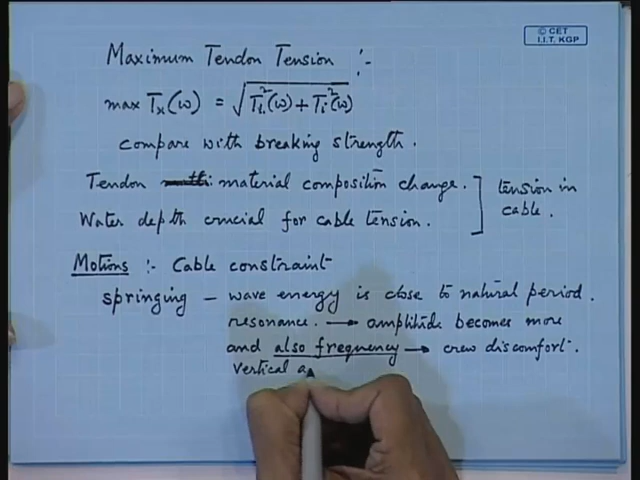 © CET
I.I.T. KGP
Maximum Tendon Tension :-
max Tx(ω) = √(Tt²(ω) + Ti²(ω))
compare with breaking strength.
Tendon material composition change.
Water depth crucial for cable tension.
tension in
cable.
Motions :- Cable constraint
springing – wave energy is close to natural period.
resonance. → amplitide becomes more
and also frequency → crew discomfort.
Vertical a